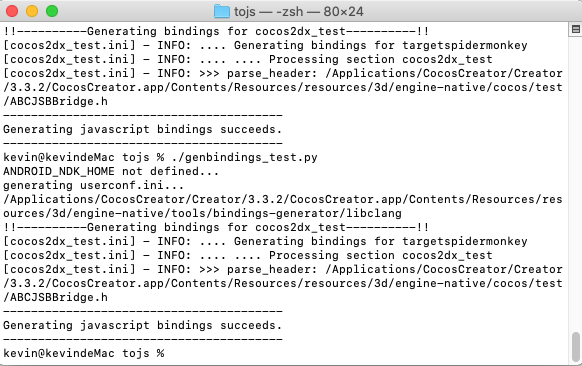 tojs — -zsh — 80×24
!!----------Generating bindings for cocos2dx_test----------!!
[cocos2dx_test.ini] - INFO: .... Generating bindings for targetspidermonkey
[cocos2dx_test.ini] - INFO: .... .... Processing section cocos2dx_test
[cocos2dx_test.ini] - INFO: >>> parse_header: /Applications/CocosCreator/Creator
/3.3.2/CocosCreator.app/Contents/Resources/resources/3d/engine-native/cocos/test
/ABCJSBBridge.h
---------------------------------------
Generating javascript bindings succeeds.
---------------------------------------
kevin@kevindeMac tojs % ./genbindings_test.py
ANDROID_NDK_HOME not defined...
generating userconf.ini...
/Applications/CocosCreator/Creator/3.3.2/CocosCreator.app/Contents/Resources/res
ources/3d/engine-native/tools/bindings-generator/libclang
!!----------Generating bindings for cocos2dx_test----------!!
[cocos2dx_test.ini] - INFO: .... Generating bindings for targetspidermonkey
[cocos2dx_test.ini] - INFO: .... .... Processing section cocos2dx_test
[cocos2dx_test.ini] - INFO: >>> parse_header: /Applications/CocosCreator/Creator
/3.3.2/CocosCreator.app/Contents/Resources/resources/3d/engine-native/cocos/test
/ABCJSBBridge.h
---------------------------------------
Generating javascript bindings succeeds.
---------------------------------------
kevin@kevindeMac tojs %